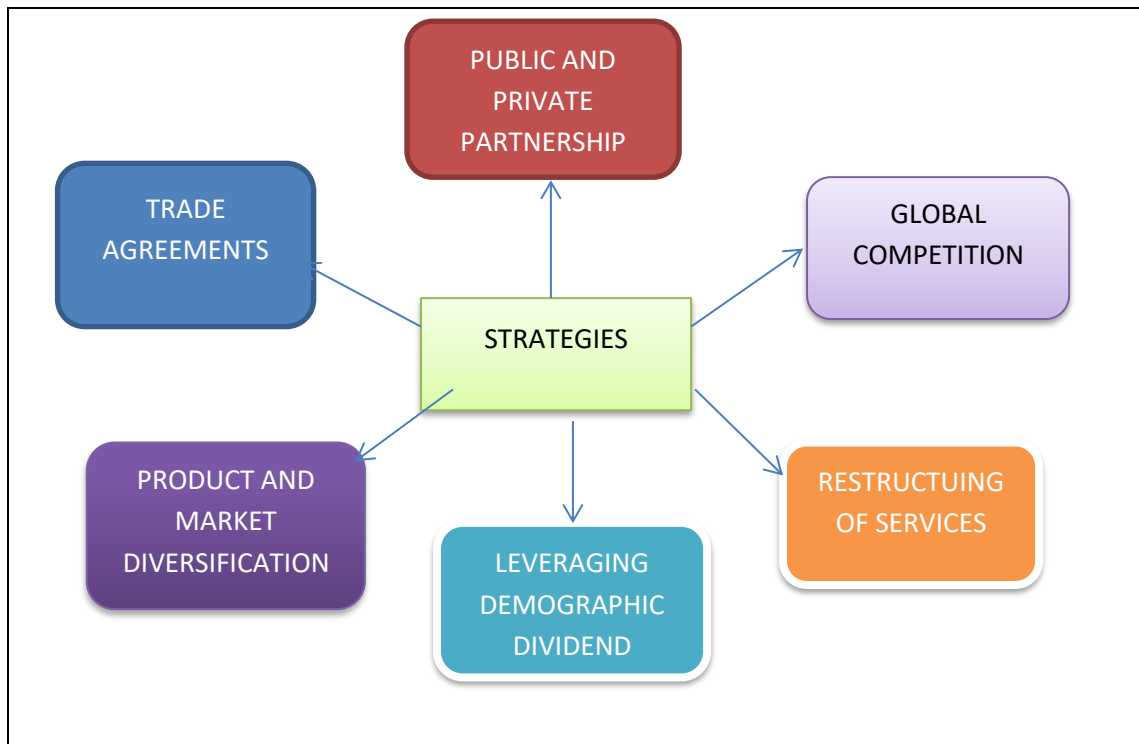 PUBLIC AND
PRIVATE
PARTNERSHIP
TRADE
AGREEMENTS
GLOBAL
COMPETITION
STRATEGIES
PRODUCT AND
MARKET
DIVERSIFICATION
LEVERAGING
DEMOGRAPHIC
DIVIDEND
RESTRUCTUING
OF SERVICES